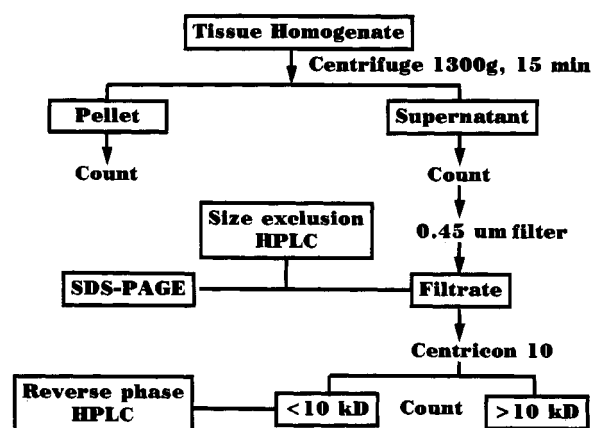 Tissue Homogenate
Centrifuge 1300g, 15 min
Pellet
Supernatant
Count
Count
Size exclusion
HPLC
0.45 um filter
SDS-PAGE
Filtrate
Centricon 10
Reverse phase
HPLC
<10 kD
Count
>10 kD